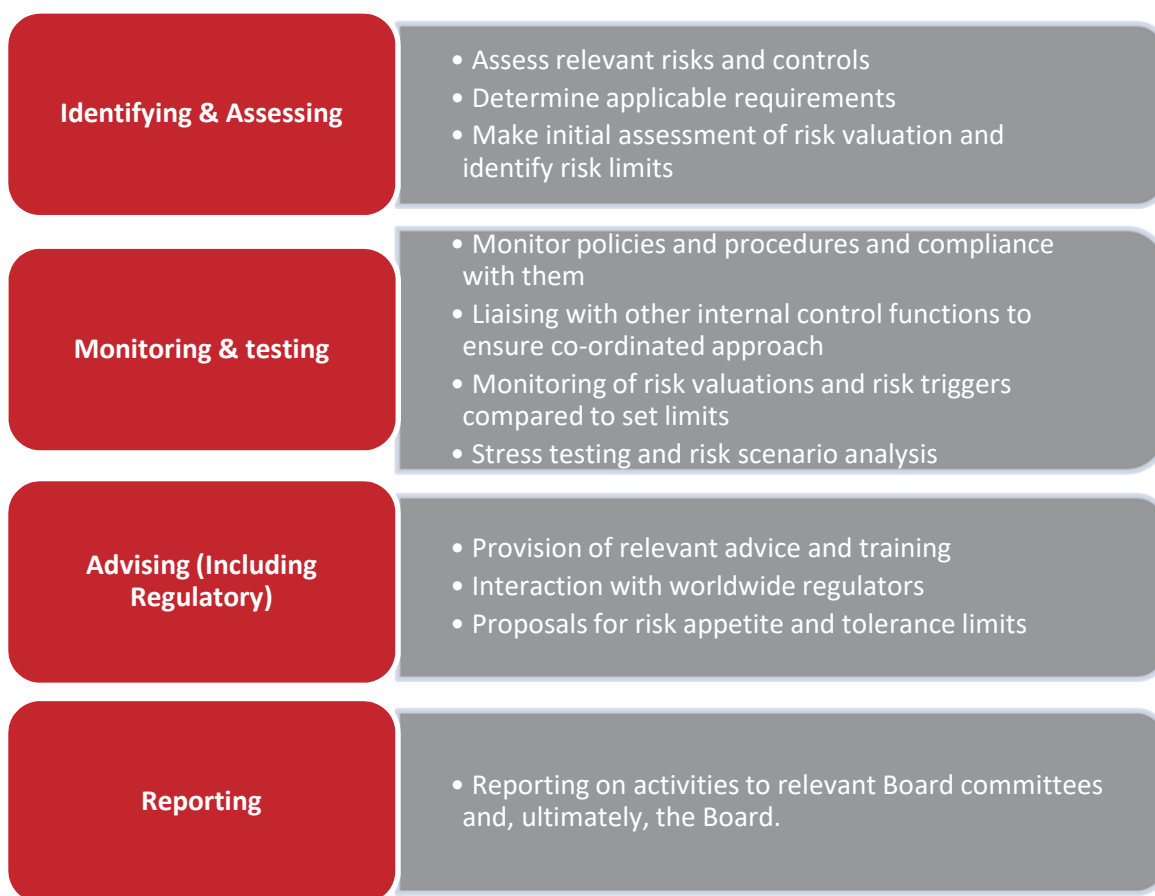 Identifying & Assessing
• Assess relevant risks and controls
• Determine applicable requirements
• Make initial assessment of risk valuation and
identify risk limits
Monitoring & testing
• Monitor policies and procedures and compliance
with them
• Liaising with other internal control functions to
ensure co-ordinated approach
• Monitoring of risk valuations and risk triggers
compared to set limits
• Stress testing and risk scenario analysis
Advising (Including
Regulatory)
• Provision of relevant advice and training
• Interaction with worldwide regulators
• Proposals for risk appetite and tolerance limits
Reporting
• Reporting on activities to relevant Board committees
and, ultimately, the Board.